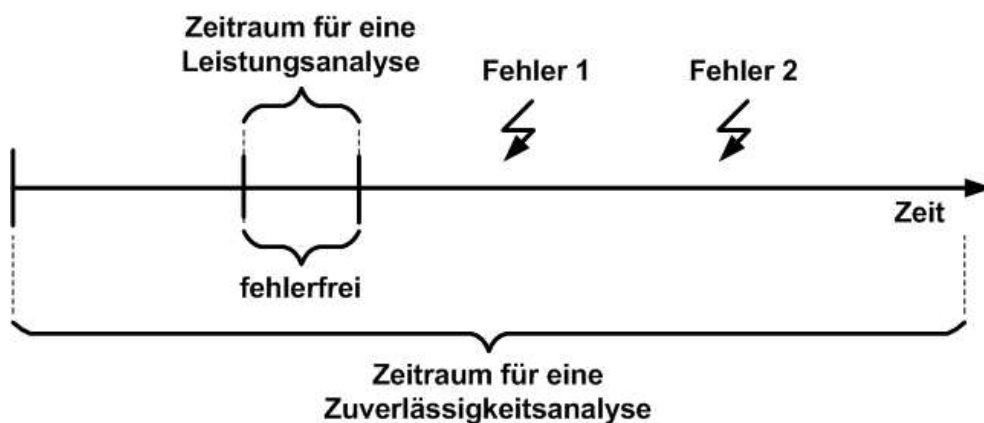 Zeitraum für eine
Leistungsanalyse
Fehler 1
Fehler 2
Zeit
fehlerfrei
Zeitraum für eine
Zuverlässigkeitsanalyse